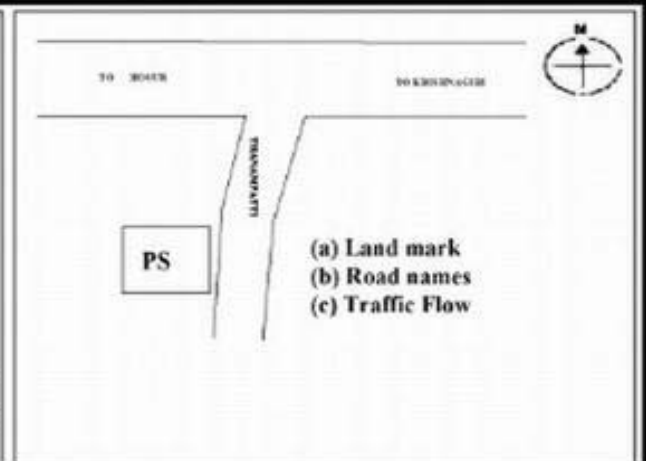 N
TO HOSUR
TO KRISHNAGIRI
THANAMPATTI
PS
(a) Land mark
(b) Road names
(c) Traffic Flow